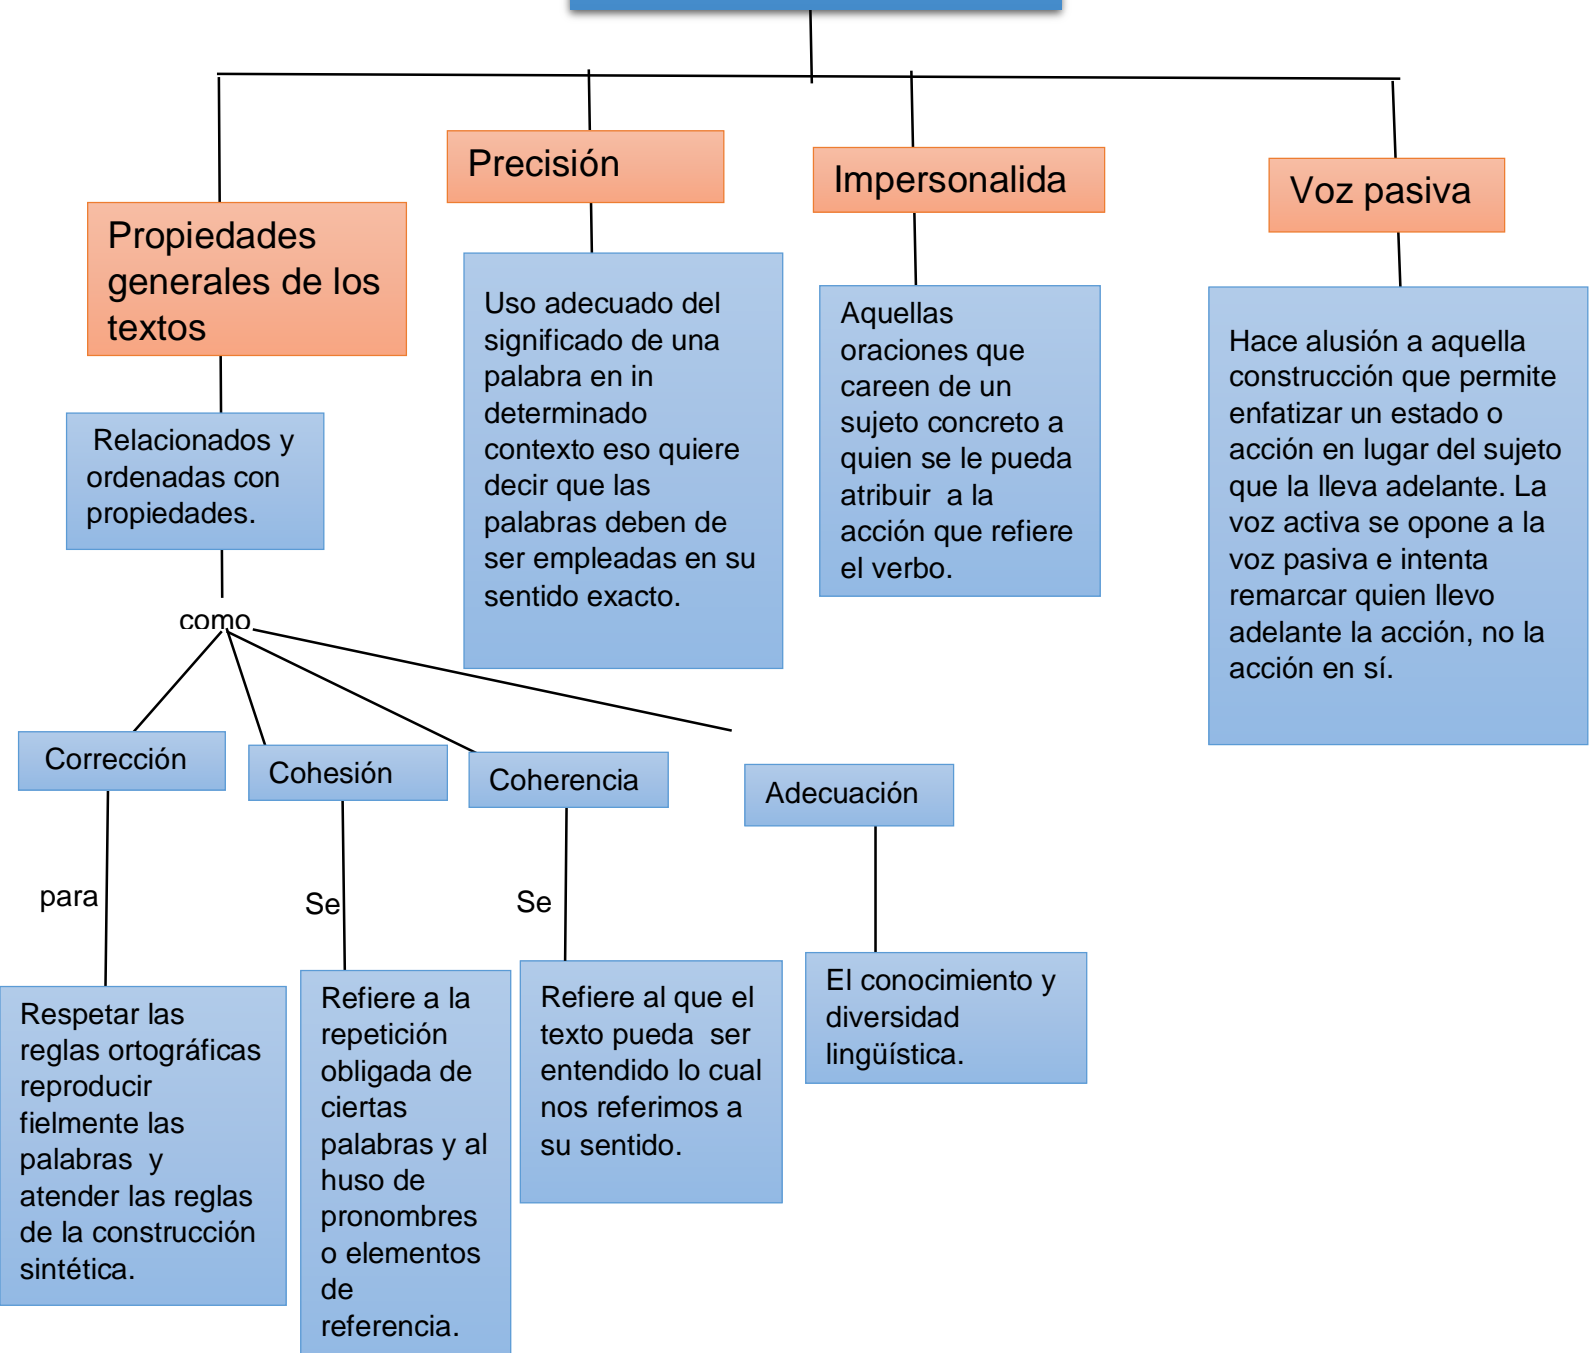 Propiedades
generales de los
textos
Relacionados y
ordenadas con
propiedades.
como
Corrección
para
Respetar las
reglas ortográficas
reproducir
fielmente las
palabras y
atender las reglas
de la construcción
sintética.
Cohesión
Se
Refiere a la
repetición
obligada de
ciertas
palabras y al
huso de
pronombres
o elementos
de
referencia.
Coherencia
Se
Refiere al que el
texto pueda ser
entendido lo cual
nos referimos a
su sentido.
Adecuación
El conocimiento y
diversidad
lingüística.
Precisión
Uso adecuado del
significado de una
palabra en in
determinado
contexto eso quiere
decir que las
palabras deben de
ser empleadas en su
sentido exacto.
Impersonalida
Aquellas
oraciones que
careen de un
sujeto concreto a
quien se le pueda
atribuir a la
acción que refiere
el verbo.
Voz pasiva
Hace alusión a aquella
construcción que permite
enfatizar un estado o
acción en lugar del sujeto
que la lleva adelante. La
voz activa se opone a la
voz pasiva e intenta
remarcar quien llevo
adelante la acción, no la
acción en sí.